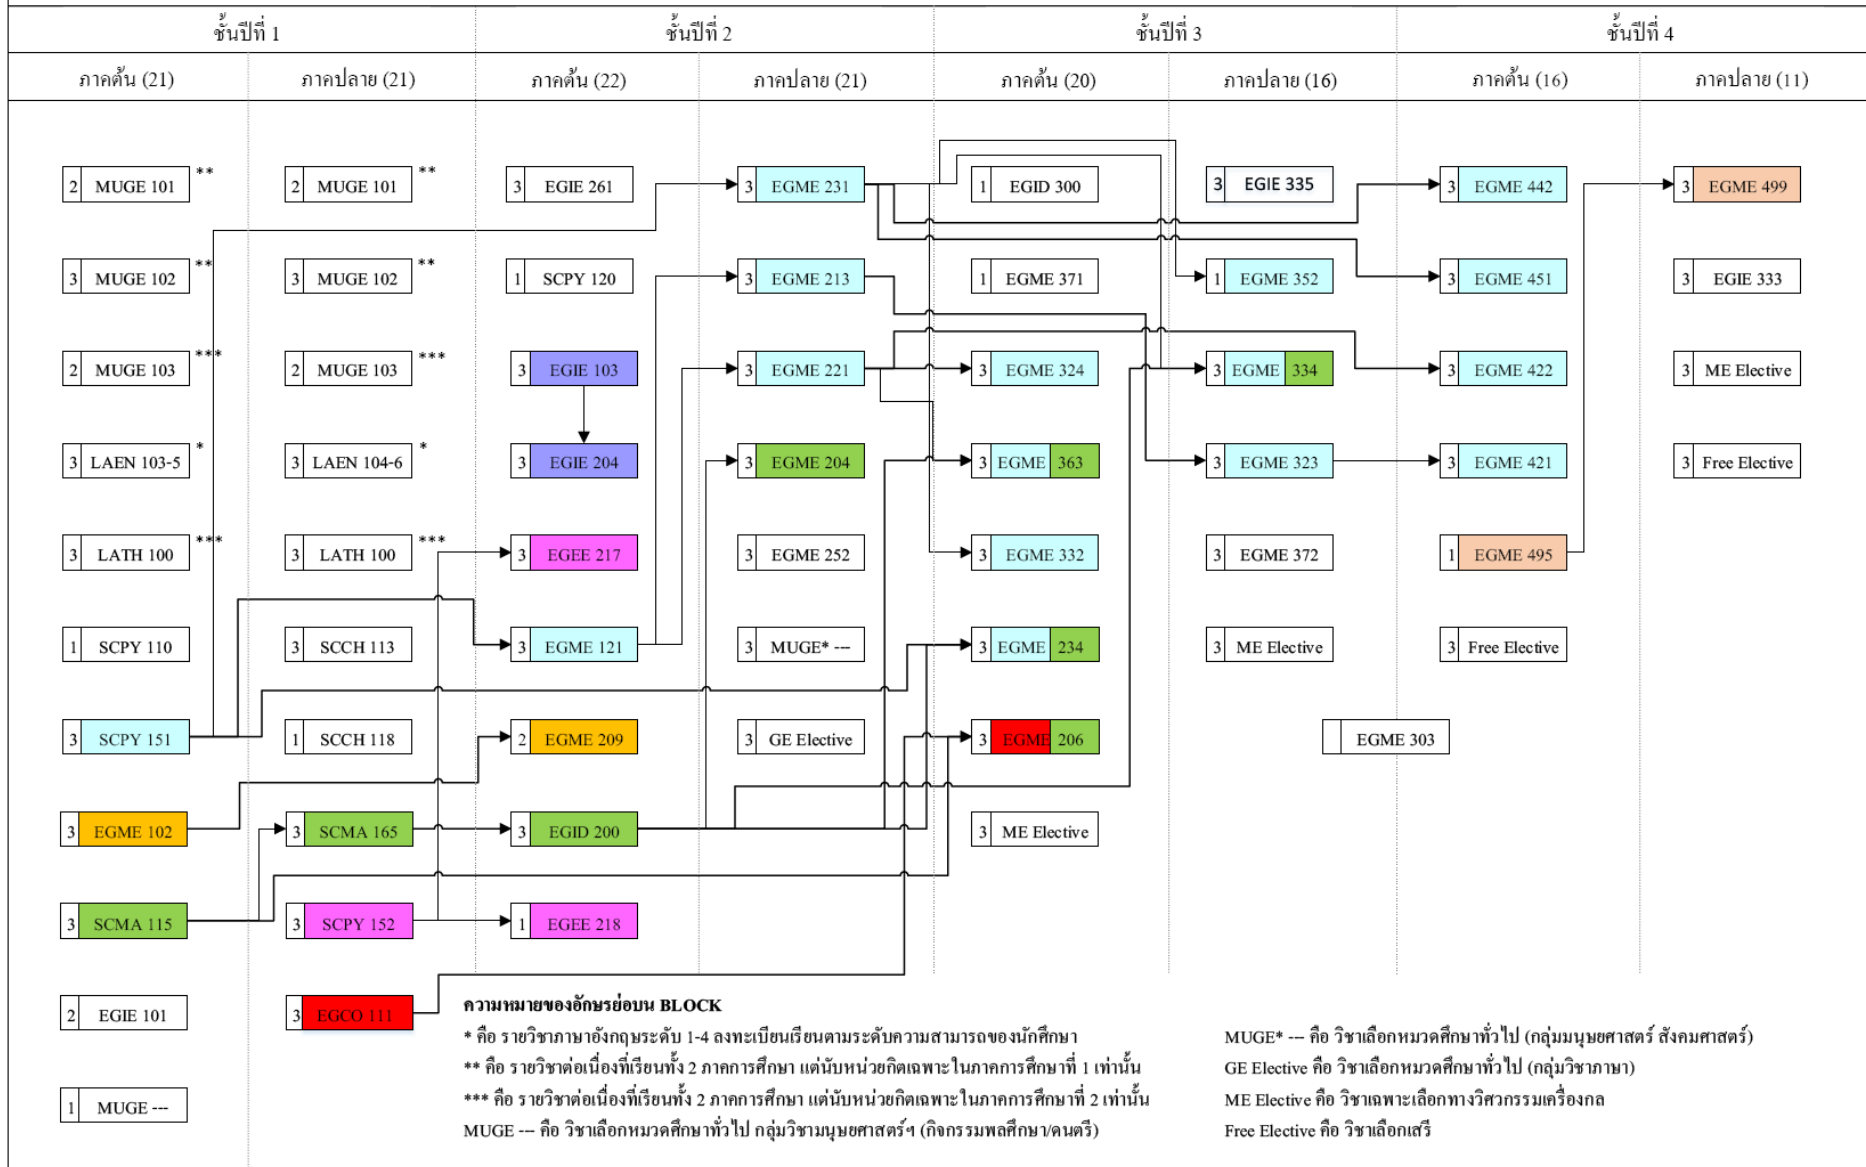 ชั้นปีที่ 1 ชั้นปีที่ 2 ชั้นปีที่ 3 ชั้นปีที่ 4
ภาคต้น (21) ภาคปลาย (21) ภาคต้น (22) ภาคปลาย (21) ภาคต้น (20) ภาคปลาย (16) ภาคต้น (16) ภาคปลาย (11)
2 MUGE 101 ** 2 MUGE 101 ** 3 EGIE 261 3 EGME 231 1 EGID 300 3 EGIE 335 3 EGME 442 3 EGME 499
3 MUGE 102 ** 3 MUGE 102 ** 1 SCPY 120 3 EGME 213 1 EGME 371 1 EGME 352 3 EGME 451 3 EGIE 333
2 MUGE 103 *** 2 MUGE 103 *** 3 EGIE 103 3 EGME 221 3 EGME 324 3 EGME 334 3 EGME 422 3 ME Elective
3 LAEN 103-5 * 3 LAEN 104-6 * 3 EGIE 204 3 EGME 204 3 EGME 363 3 EGME 323 3 EGME 421 3 Free Elective
3 LATH 100 *** 3 LATH 100 *** 3 EGEE 217 3 EGME 252 3 EGME 332 3 EGME 372 1 EGME 495
1 SCPY 110 3 SCCH 113 3 EGME 121 3 MUGE* --- 3 EGME 234 3 ME Elective 3 Free Elective
3 SCPY 151 1 SCCH 118 2 EGME 209 3 GE Elective 3 EGME 206 EGME 303
3 EGME 102 3 SCMA 165 3 EGID 200 3 ME Elective
3 SCMA 115 3 SCPY 152 1 EGEE 218
2 EGIE 101 3 EGCO 111
1 MUGE ---
ความหมายของอักษรย่อบน BLOCK
* คือ รายวิชาภาษาอังกฤษระดับ 1-4 ลงทะเบียนเรียนตามระดับความสามารถของนักศึกษา
** คือ รายวิชาต่อเนื่องที่เรียนทั้ง 2 ภาคการศึกษา แต่นับหน่วยกิตเฉพาะในภาคการศึกษาที่ 1 เท่านั้น
*** คือ รายวิชาต่อเนื่องที่เรียนทั้ง 2 ภาคการศึกษา แต่นับหน่วยกิตเฉพาะในภาคการศึกษาที่ 2 เท่านั้น
MUGE --- คือ วิชาเลือกหมวดศึกษาทั่วไป กลุ่มวิชามนุษยศาสตร์ฯ (กิจกรรมพลศึกษา/ดนตรี)
MUGE* --- คือ วิชาเลือกหมวดศึกษาทั่วไป (กลุ่มมนุษยศาสตร์ สังคมศาสตร์)
GE Elective คือ วิชาเลือกหมวดศึกษาทั่วไป (กลุ่มวิชาภาษา)
ME Elective คือ วิชาเฉพาะเลือกทางวิศวกรรมเครื่องกล
Free Elective คือ วิชาเลือกเสรี